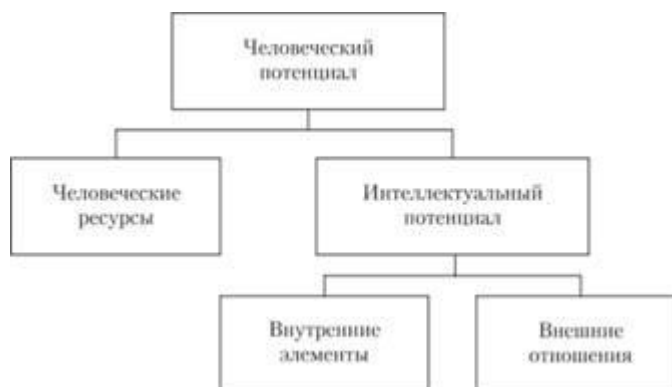 Человеческий
потенциал
Человеческие
ресурсы
Интеллектуальный
потенциал
Внутренние
элементы
Внешние
отношения